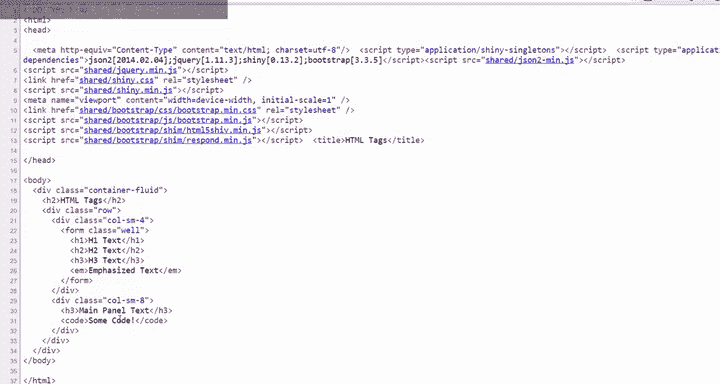 <html>
<head>
<meta http-equiv="Content-Type" content="text/html; charset=utf-8"/>  <script type="application/shiny-singletons"></script>  <script type="applicat
dependencies">json2[2014.02.04];jquery[1.11.3];shiny[0.13.2];bootstrap[3.3.5]</script><script src="shared/json2-min.js"></script>
<script src="shared/jquery.min.js"></script>
<link href="shared/shiny.css" rel="stylesheet" />
<script src="shared/shiny.min.js"></script>
<meta name="viewport" content="width=device-width, initial-scale=1" />
<link href="shared/bootstrap/css/bootstrap.min.css" rel="stylesheet" />
<script src="shared/bootstrap/js/bootstrap.min.js"></script>
<script src="shared/bootstrap/shim/html5shiv.min.js"></script>
<script src="shared/bootstrap/shim/respond.min.js"></script>  <title>HTML Tags</title>
</head>
<body>
<div class="container-fluid">
<h2>HTML Tags</h2>
<div class="row">
<div class="col-sm-4">
<form class="well">
<h1>H1 Text</h1>
<h2>H2 Text</h2>
<h3>H3 Text</h3>
<em>Emphasized Text</em>
</form>
</div>
<div class="col-sm-8">
<h3>Main Panel Text</h3>
<code>Some Code!</code>
</div>
</div>
</div>
</body>
</html>